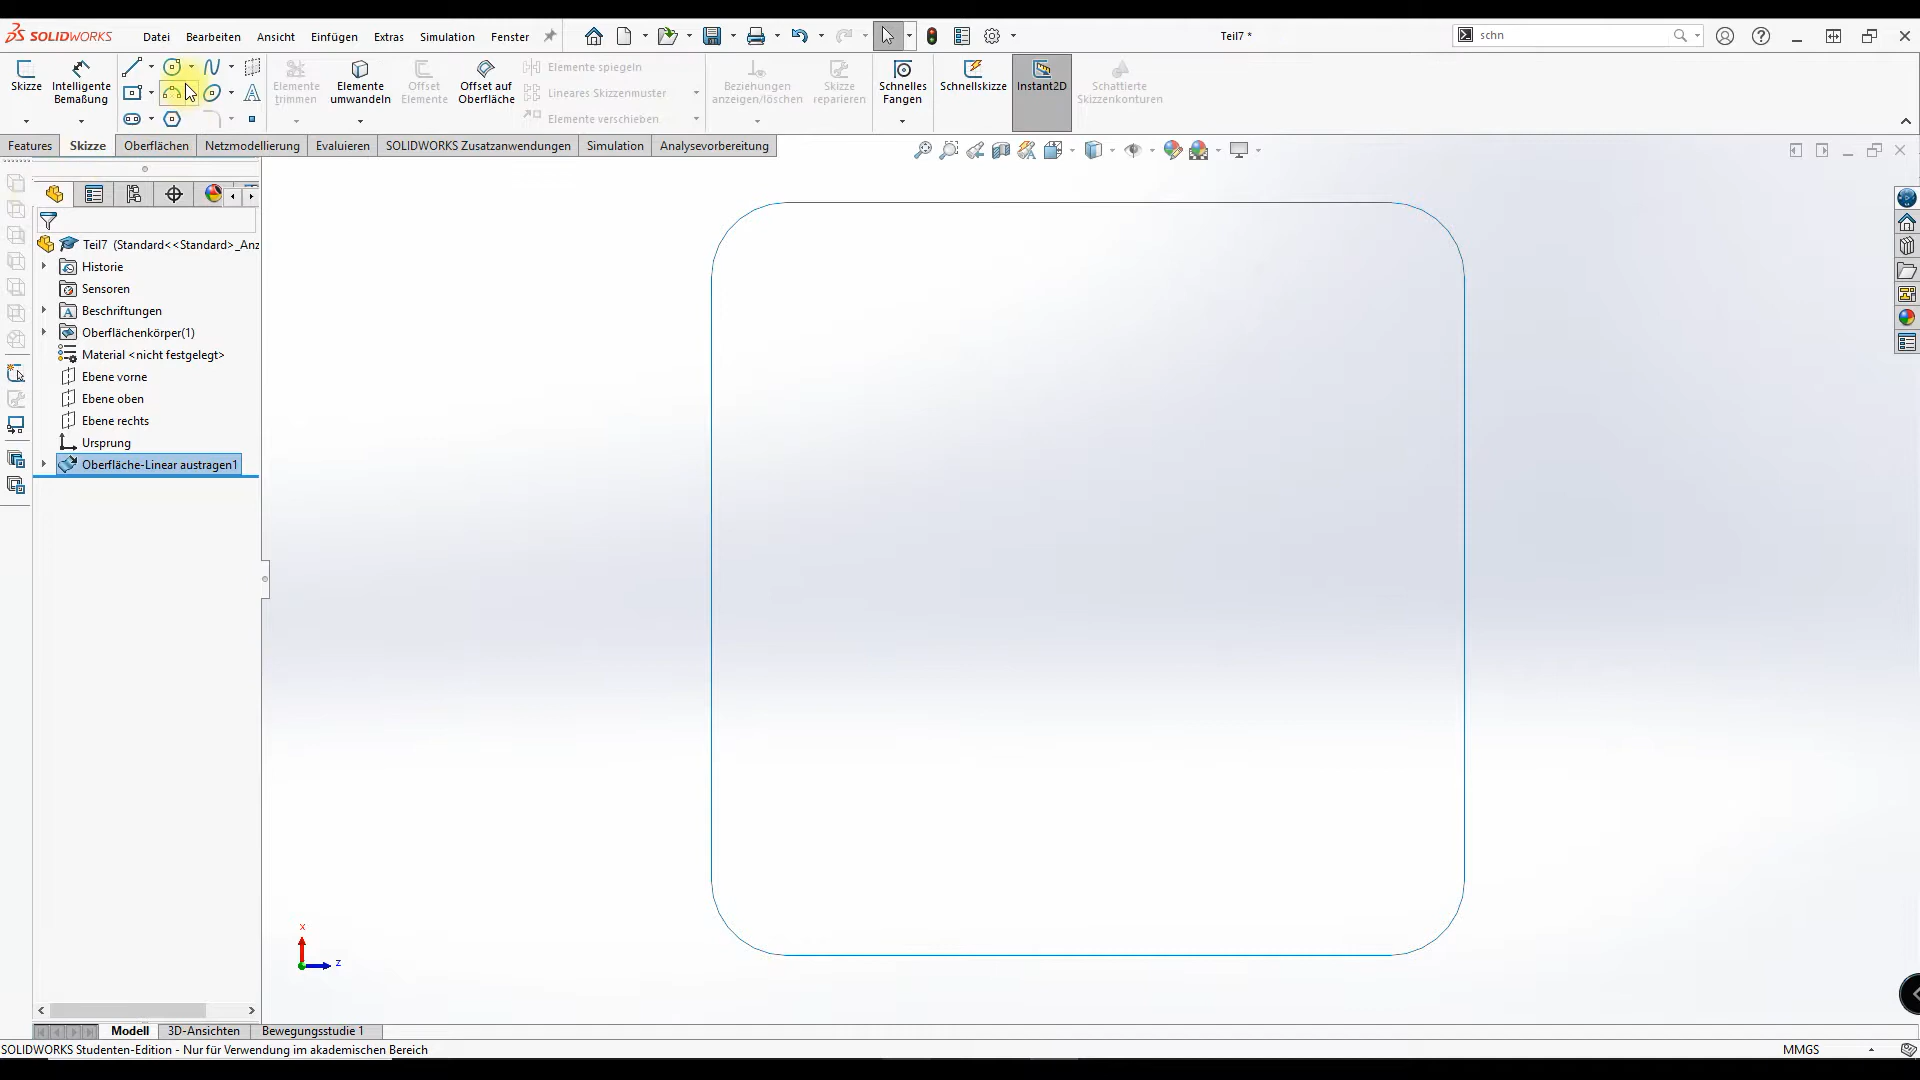 SOLIDWORKS Datei Bearbeiten Ansicht Einfügen Extras Simulation Fenster Teil7 * schn
Skizze
Intelligente
Bemaßung
Elemente
trimmen
Elemente
umwandeln
Offset
Elemente
Offset auf
Oberfläche
Elemente spiegeln
Lineares Skizzenmuster
Elemente verschieben
Beziehungen
anzeigen/löschen
Skizze
reparieren
Schnelles
Fangen
Schnellskizze
Instant2D
Schattierte
Skizzenkonturen
Features Skizze Oberflächen Netzmodellierung Evaluieren SOLIDWORKS Zusatzanwendungen Simulation Analysevorbereitung
Teil7 (Standard<<Standard>_Anz
Historie
Sensoren
Beschriftungen
Oberflächenkörper(1)
Material <nicht festgelegt>
Ebene vorne
Ebene oben
Ebene rechts
Ursprung
Oberfläche-Linear austragen1
x
z
Modell 3D-Ansichten Bewegungsstudie 1
SOLIDWORKS Studenten-Edition - Nur für Verwendung im akademischen Bereich MMGS